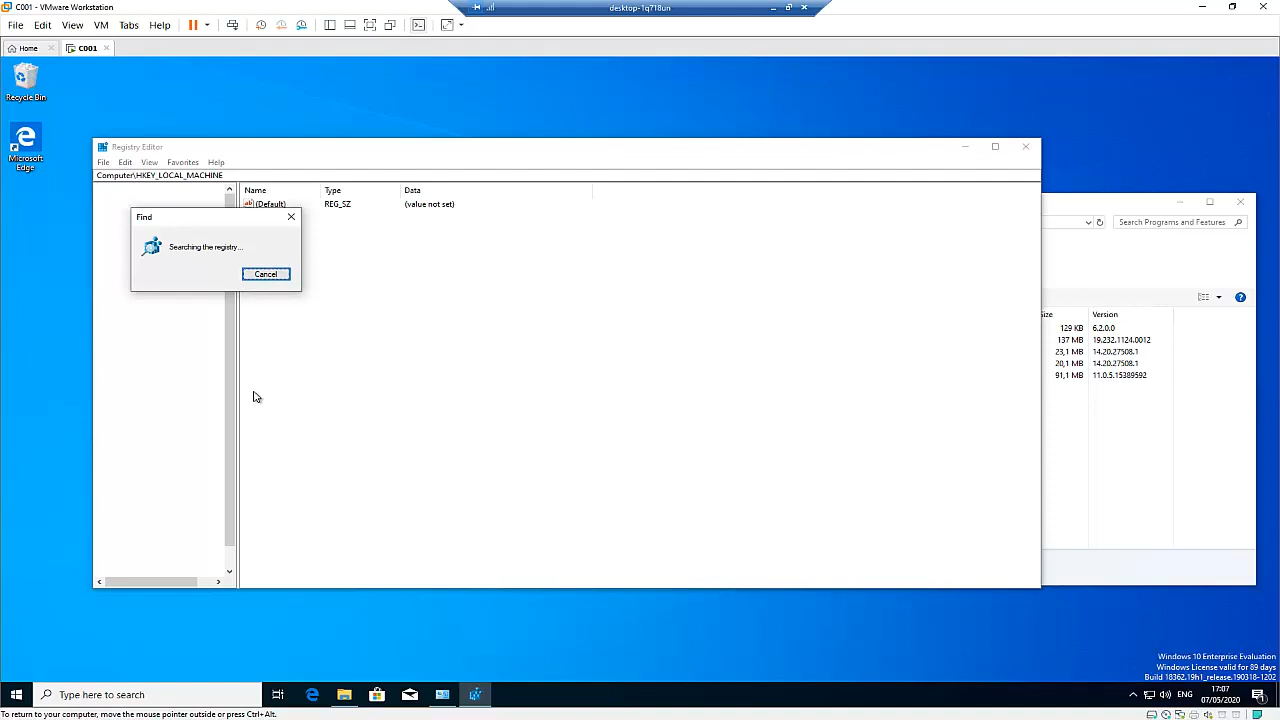 C001 - VMware Workstation
desktop-1q718un
File Edit View VM Tabs Help
Home C001
Recycle Bin
Microsoft
Edge
Registry Editor
File Edit View Favorites Help
Computer\HKEY_LOCAL_MACHINE
Name Type Data
(Default) REG_SZ (value not set)
Find
Searching the registry...
Cancel
Search Programs and Features
Size Version
129 KB 6.2.0.0
137 MB 19.232.1124.0012
23,1 MB 14.20.27508.1
20,1 MB 14.20.27508.1
91,1 MB 11.0.5.15389592
Windows 10 Enterprise Evaluation
Windows License valid for 89 days
Build 18362.19h1_release.190318-1202
Type here to search
ENG
17:07
07/05/2020
To return to your computer, move the mouse pointer outside or press Ctrl+Alt.